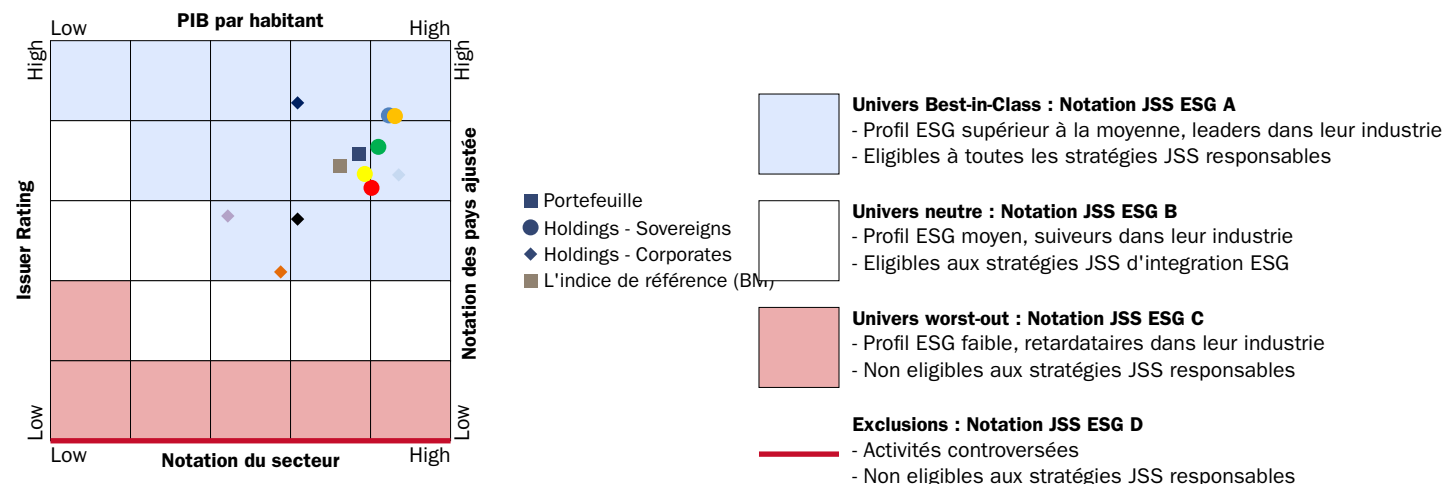 PIB par habitant
Low
High
High
High
Issuer Rating
Notation des pays ajustée
Low
Low
Low
High
Notation du secteur
Portefeuille
Holdings - Sovereigns
Holdings - Corporates
L'indice de référence (BM)
Univers Best-in-Class : Notation JSS ESG A
- Profil ESG supérieur à la moyenne, leaders dans leur industrie
- Eligibles à toutes les stratégies JSS responsables
Univers neutre : Notation JSS ESG B
- Profil ESG moyen, suiveurs dans leur industrie
- Eligibles aux stratégies JSS d'integration ESG
Univers worst-out : Notation JSS ESG C
- Profil ESG faible, retardataires dans leur industrie
- Non eligibles aux stratégies JSS responsables
Exclusions : Notation JSS ESG D
- Activités controversées
- Non eligibles aux stratégies JSS responsables